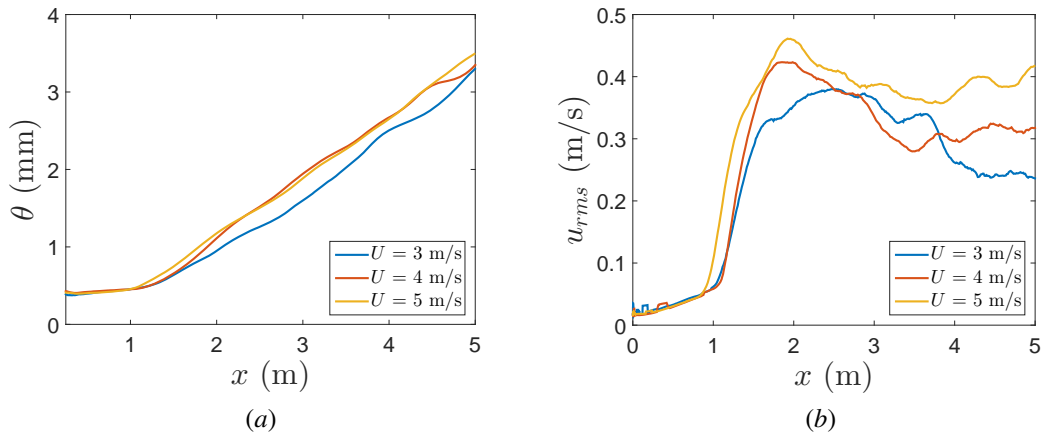 4
3
2
1
0
θ (mm)
1 2 3 4 5
x (m)
U = 3 m/s
U = 4 m/s
U = 5 m/s
(a)
0.5
0.4
0.3
0.2
0.1
0
u_rms (m/s)
0 1 2 3 4 5
x (m)
U = 3 m/s
U = 4 m/s
U = 5 m/s
(b)